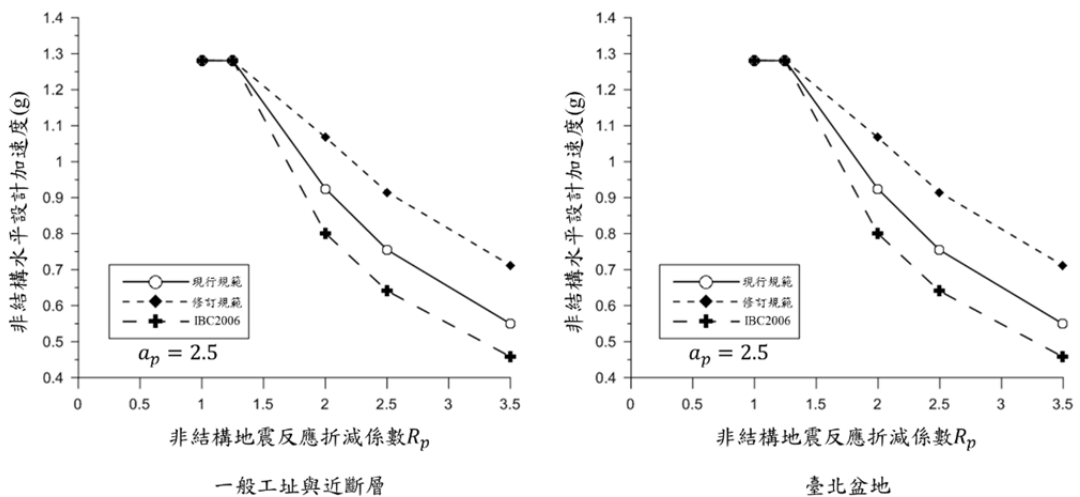 1.4
1.3
1.2
1.1
1
0.9
0.8
0.7
0.6
0.5
0.4
非結構水平設計加速度(g)
現行規範
修訂規範
IBC2006
a_p = 2.5
0 0.5 1 1.5 2 2.5 3 3.5
非結構地震反應折減係數R_p
一般工址與近斷層
1.4
1.3
1.2
1.1
1
0.9
0.8
0.7
0.6
0.5
0.4
非結構水平設計加速度(g)
現行規範
修訂規範
IBC2006
a_p = 2.5
0 0.5 1 1.5 2 2.5 3 3.5
非結構地震反應折減係數R_p
臺北盆地